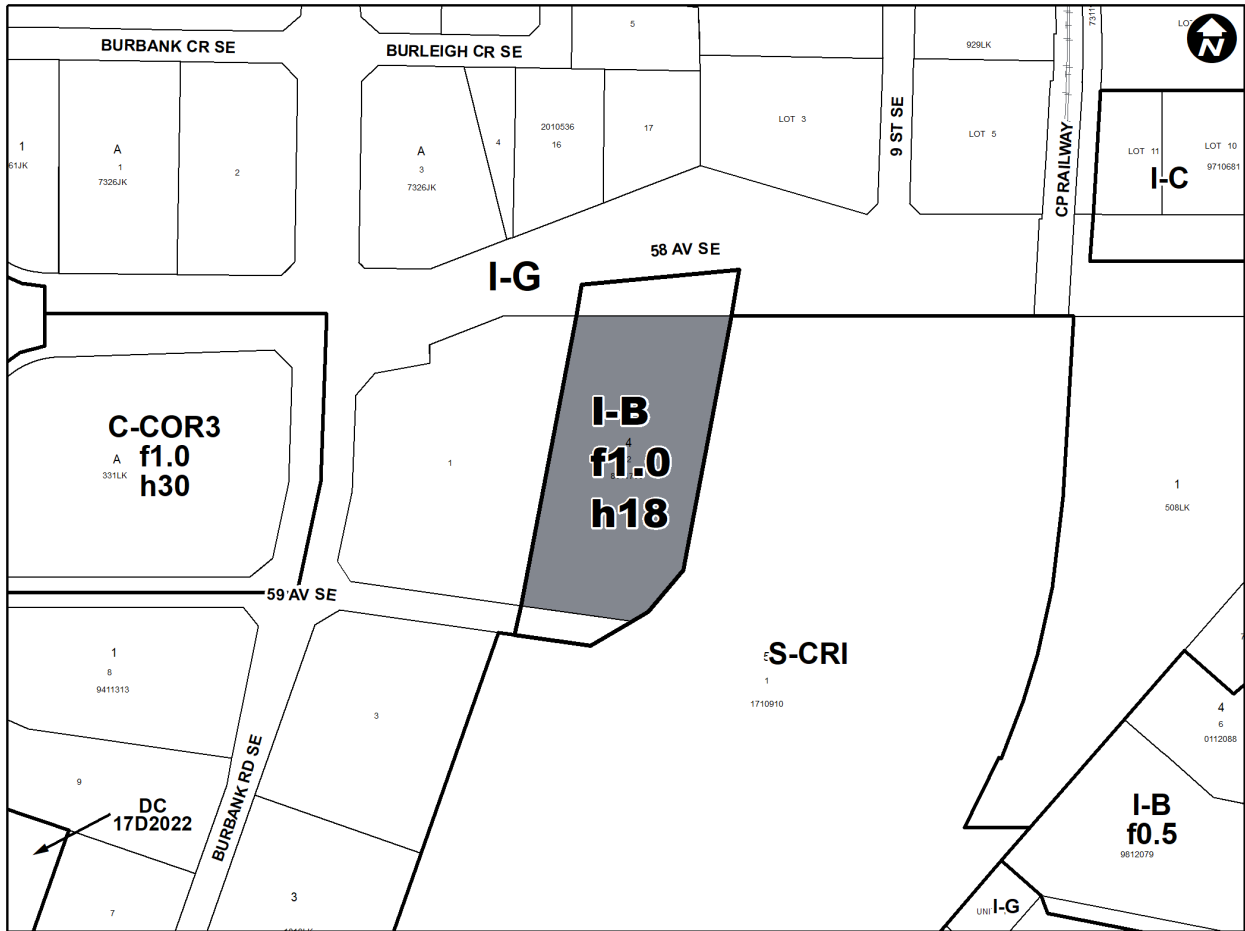 5
LOT
BURBANK CR SE
BURLEIGH CR SE
929LK
N
2010536
16
17
LOT 3
9 ST SE
LOT 5
CP RAILWAY
1
61JK
A
1
7326JK
2
A
3
7326JK
4
LOT 11
LOT 10
9710681
I-C
58 AV SE
I-G
C-COR3
f1.0
h30
A
331LK
1
I-B
f1.0
h18
4
1
508LK
59 AV SE
S-CRI
1
1710910
1
8
9411313
3
4
6
0112088
9
BURBANK RD SE
DC
17D2022
I-B
f0.5
9812079
7
3
UNIT
I-G